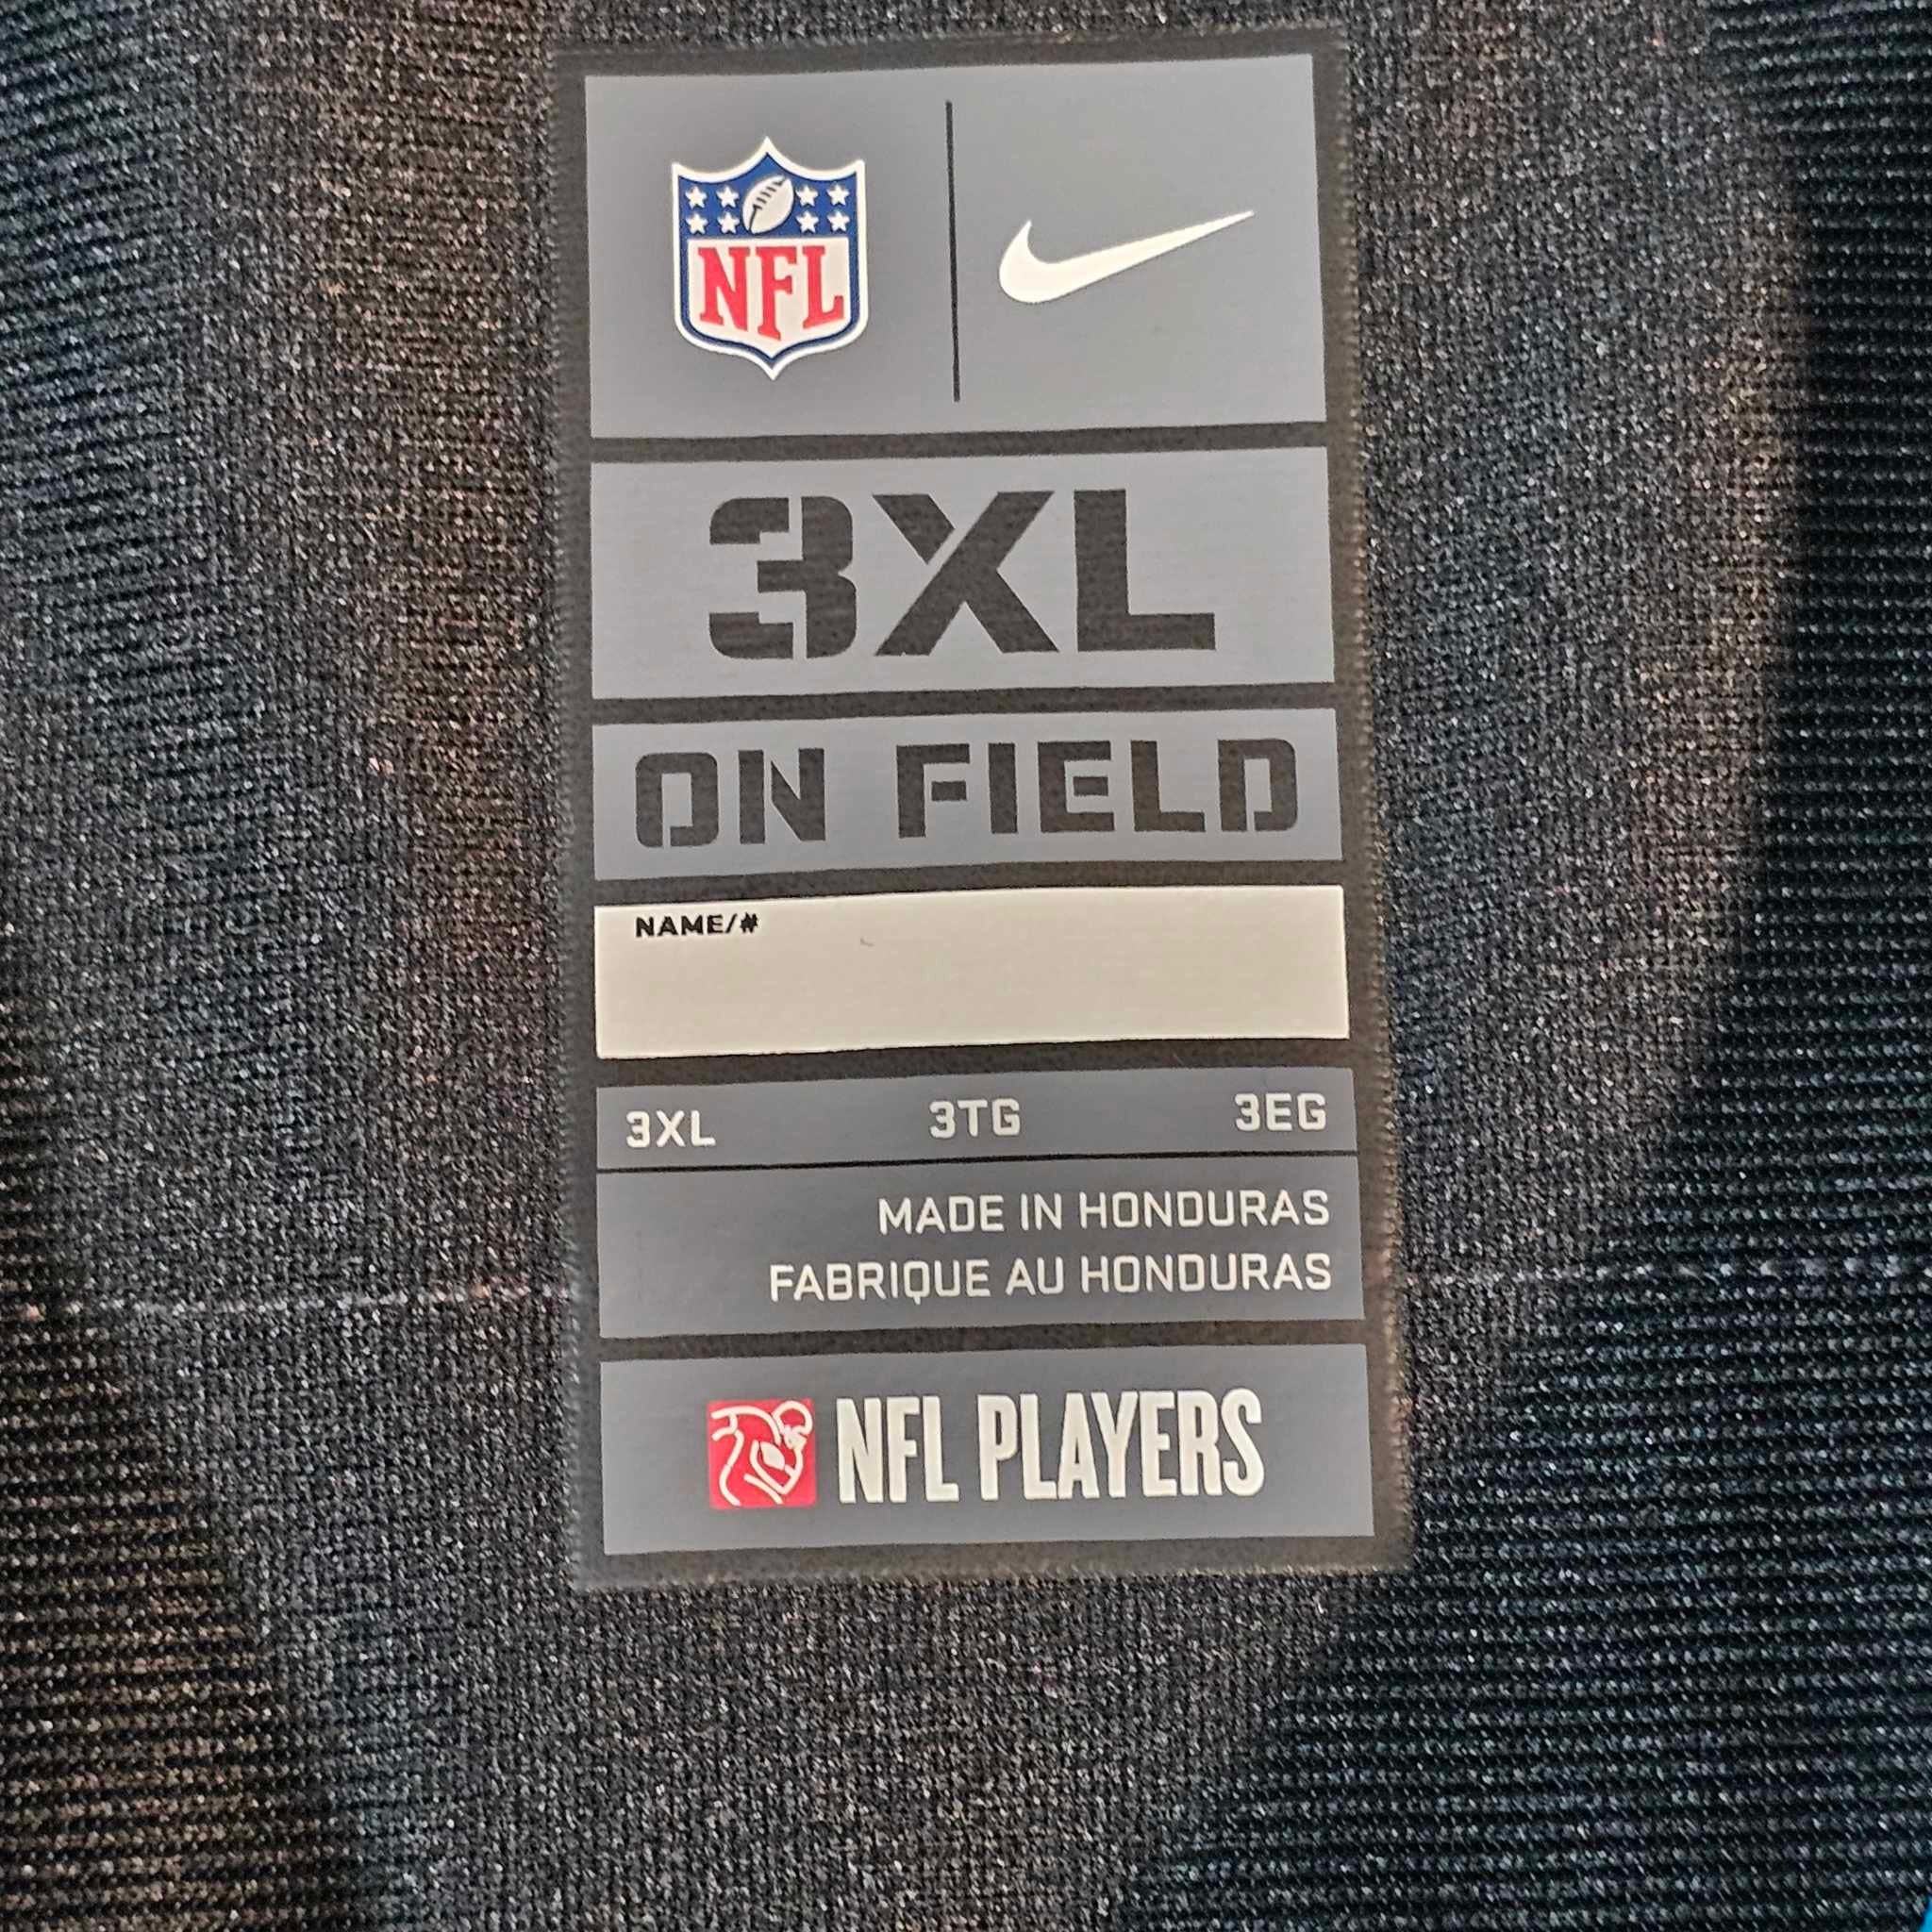 NFL
3XL
ON FIELD
NAME/#
3XL 3TG 3EG
MADE IN HONDURAS
FABRIQUE AU HONDURAS
NFL PLAYERS